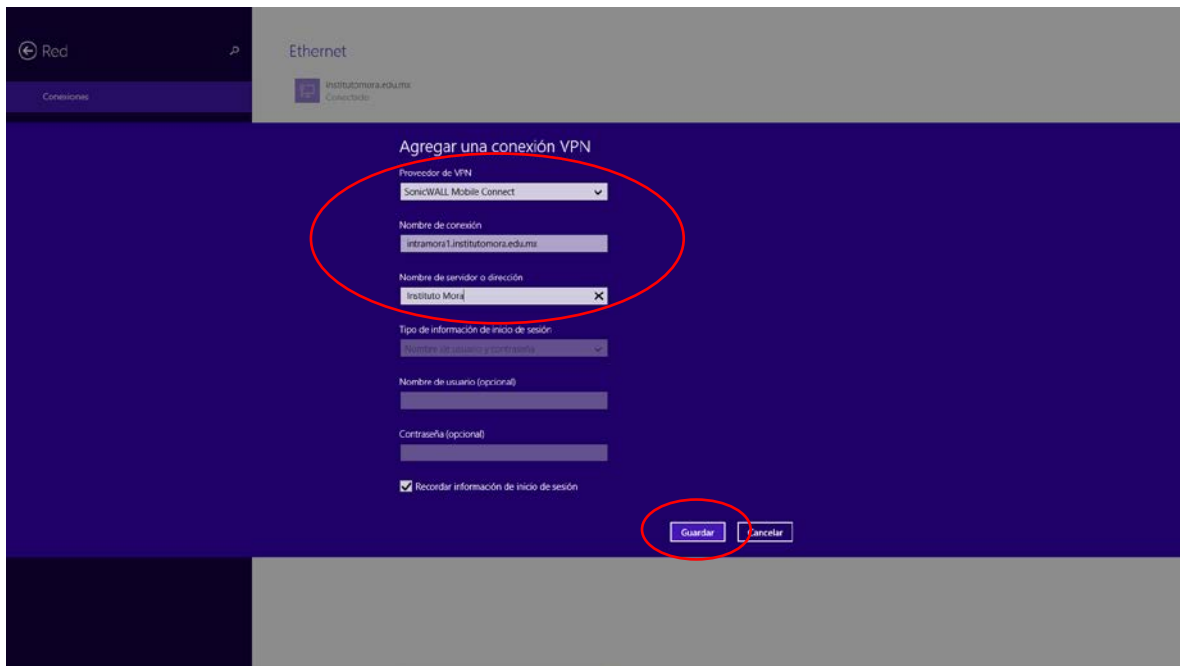 Red
Ethernet
institutomora.edu.mx
Conectado
Conexiones
Agregar una conexión VPN
Proveedor de VPN
SonicWALL Mobile Connect
Nombre de conexión
intramora1.institutomora.edu.mx
Nombre de servidor o dirección
Instituto Mora
Tipo de información de inicio de sesión
Nombre de usuario y contraseña
Nombre de usuario (opcional)
Contraseña (opcional)
Recordar información de inicio de sesión
Guardar
Cancelar